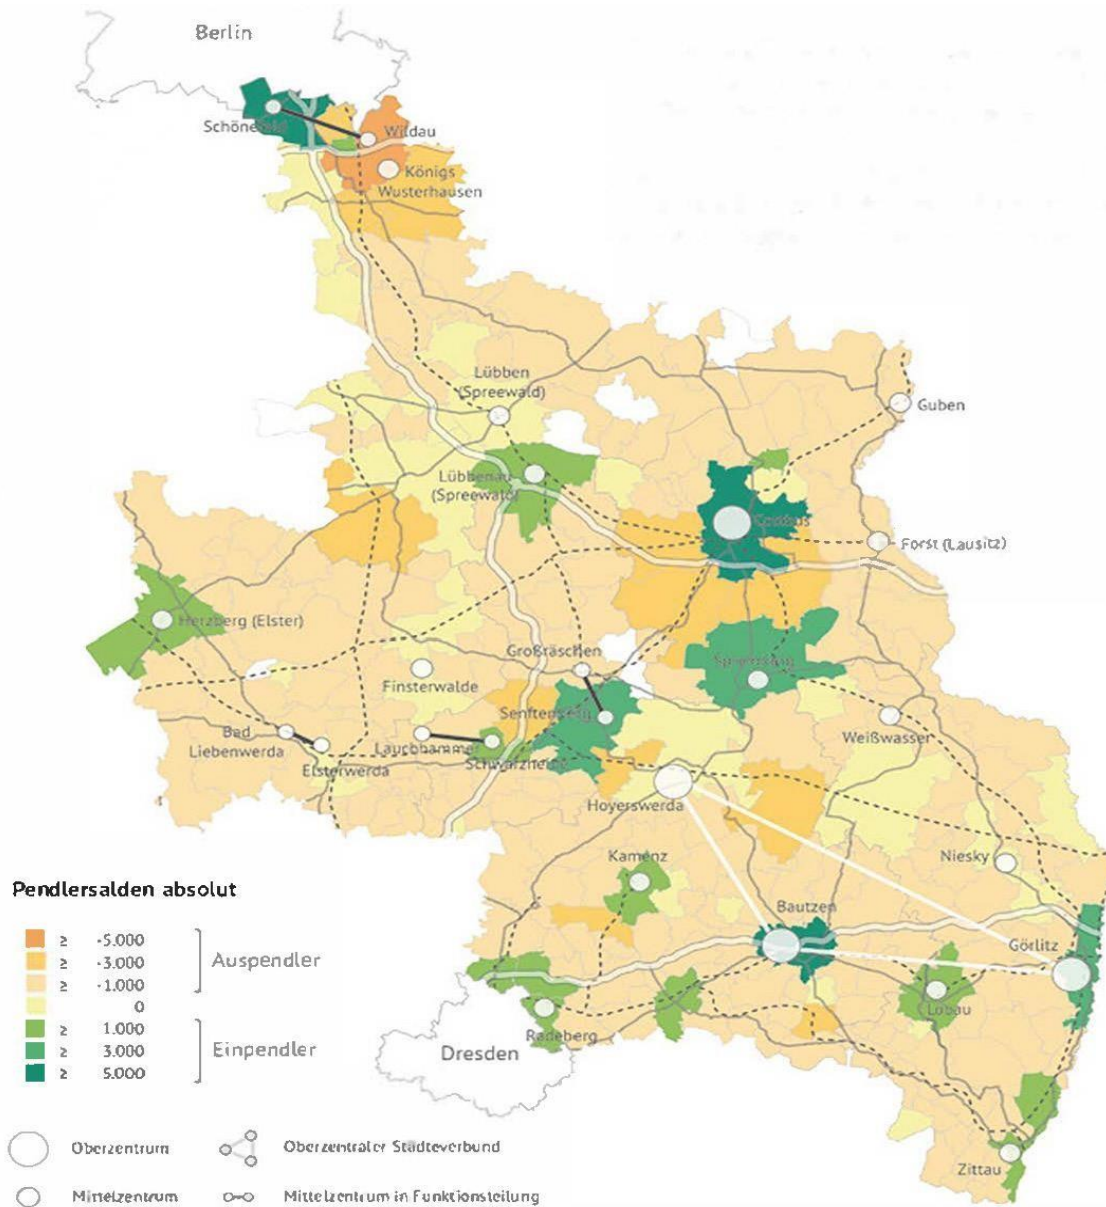 Berlin
Schönefeld
Wildau
Königs
Wusterhausen
Lübben
(Spreewald)
Guben
Lübbenau
(Spreewald)
Cottbus
Forst (Lausitz)
Herzberg (Elster)
Großräschen
Spremberg
Finsterwalde
Senftenberg
Bad
Liebenwerda
Lauchhammer
Weißwasser
Elsterwerda
Schwarzheide
Hoyerswerda
Kamenz
Niesky
Bautzen
Görlitz
Löbau
Radeberg
Dresden
Zittau
Pendlersalden absolut
≥ -5.000
≥ -3.000
≥ -1.000
0
≥ 1.000
≥ 3.000
≥ 5.000
Auspendler
Einpendler
Oberzentrum
Oberzentraler Städteverbund
Mittelzentrum
Mittelzentrum in Funktionsteilung